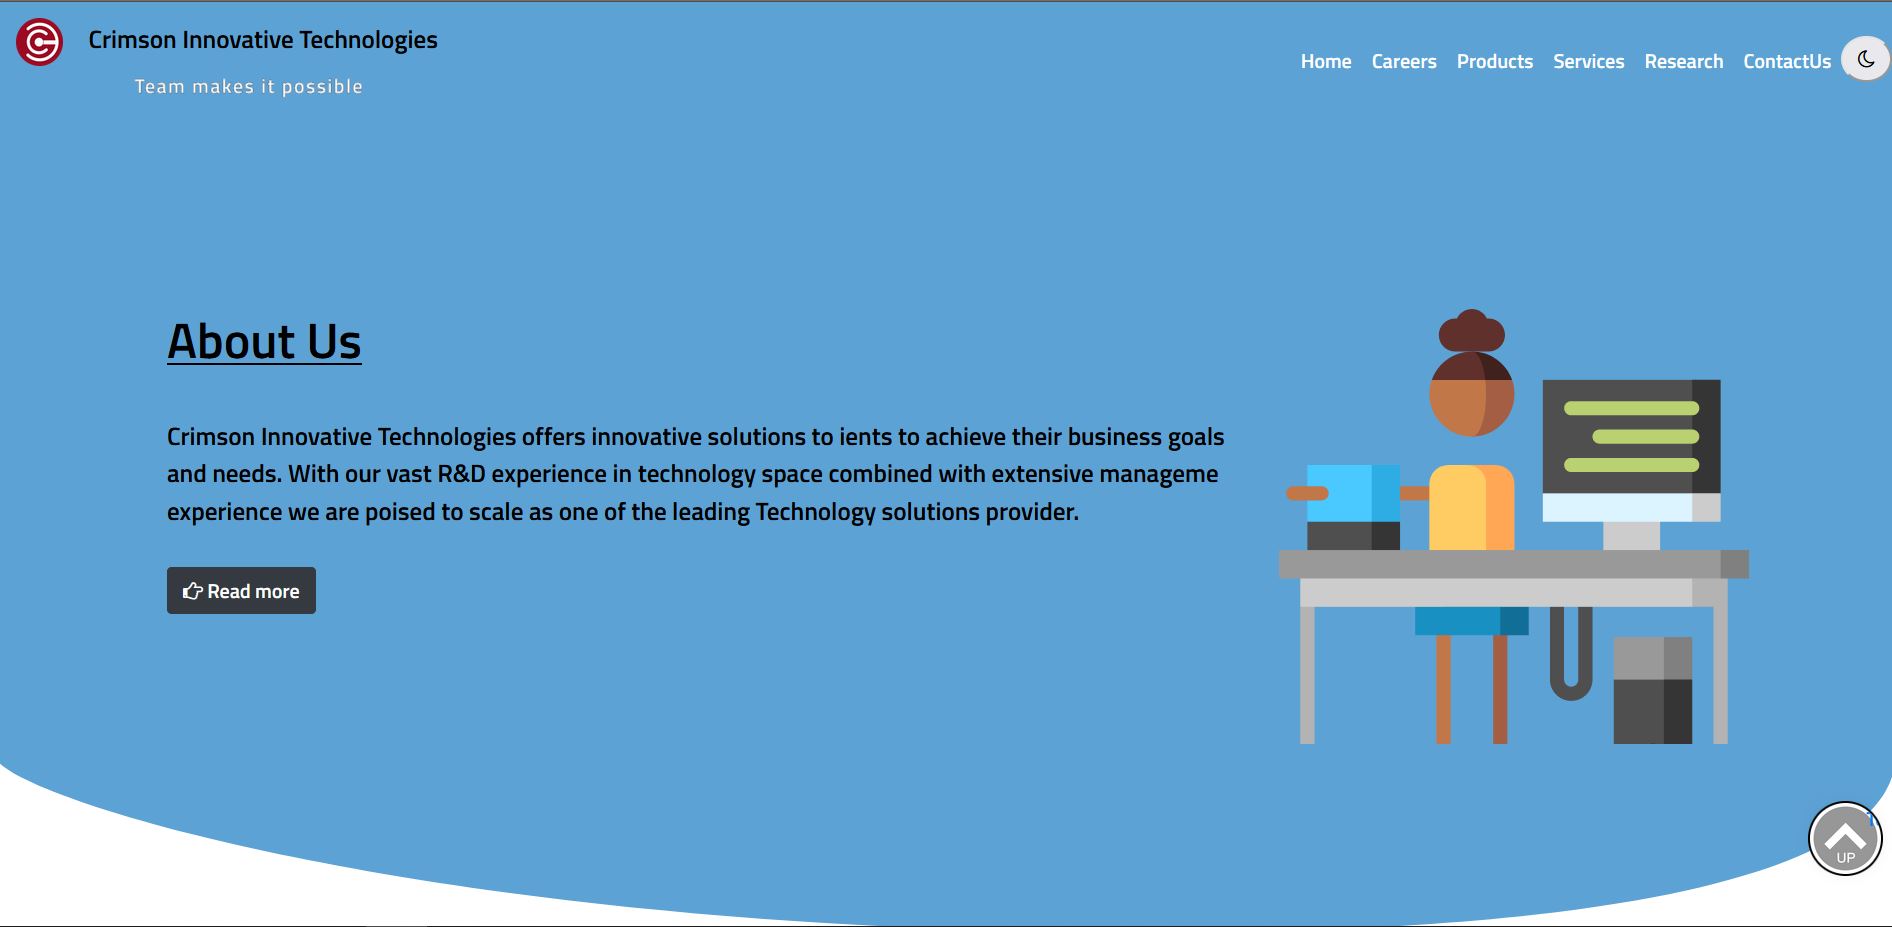 Crimson Innovative Technologies
Team makes it possible
Home Careers Products Services Research ContactUs
About Us
Crimson Innovative Technologies offers innovative solutions to ients to achieve their business goals
and needs. With our vast R&D experience in technology space combined with extensive manageme
experience we are poised to scale as one of the leading Technology solutions provider.
Read more
UP